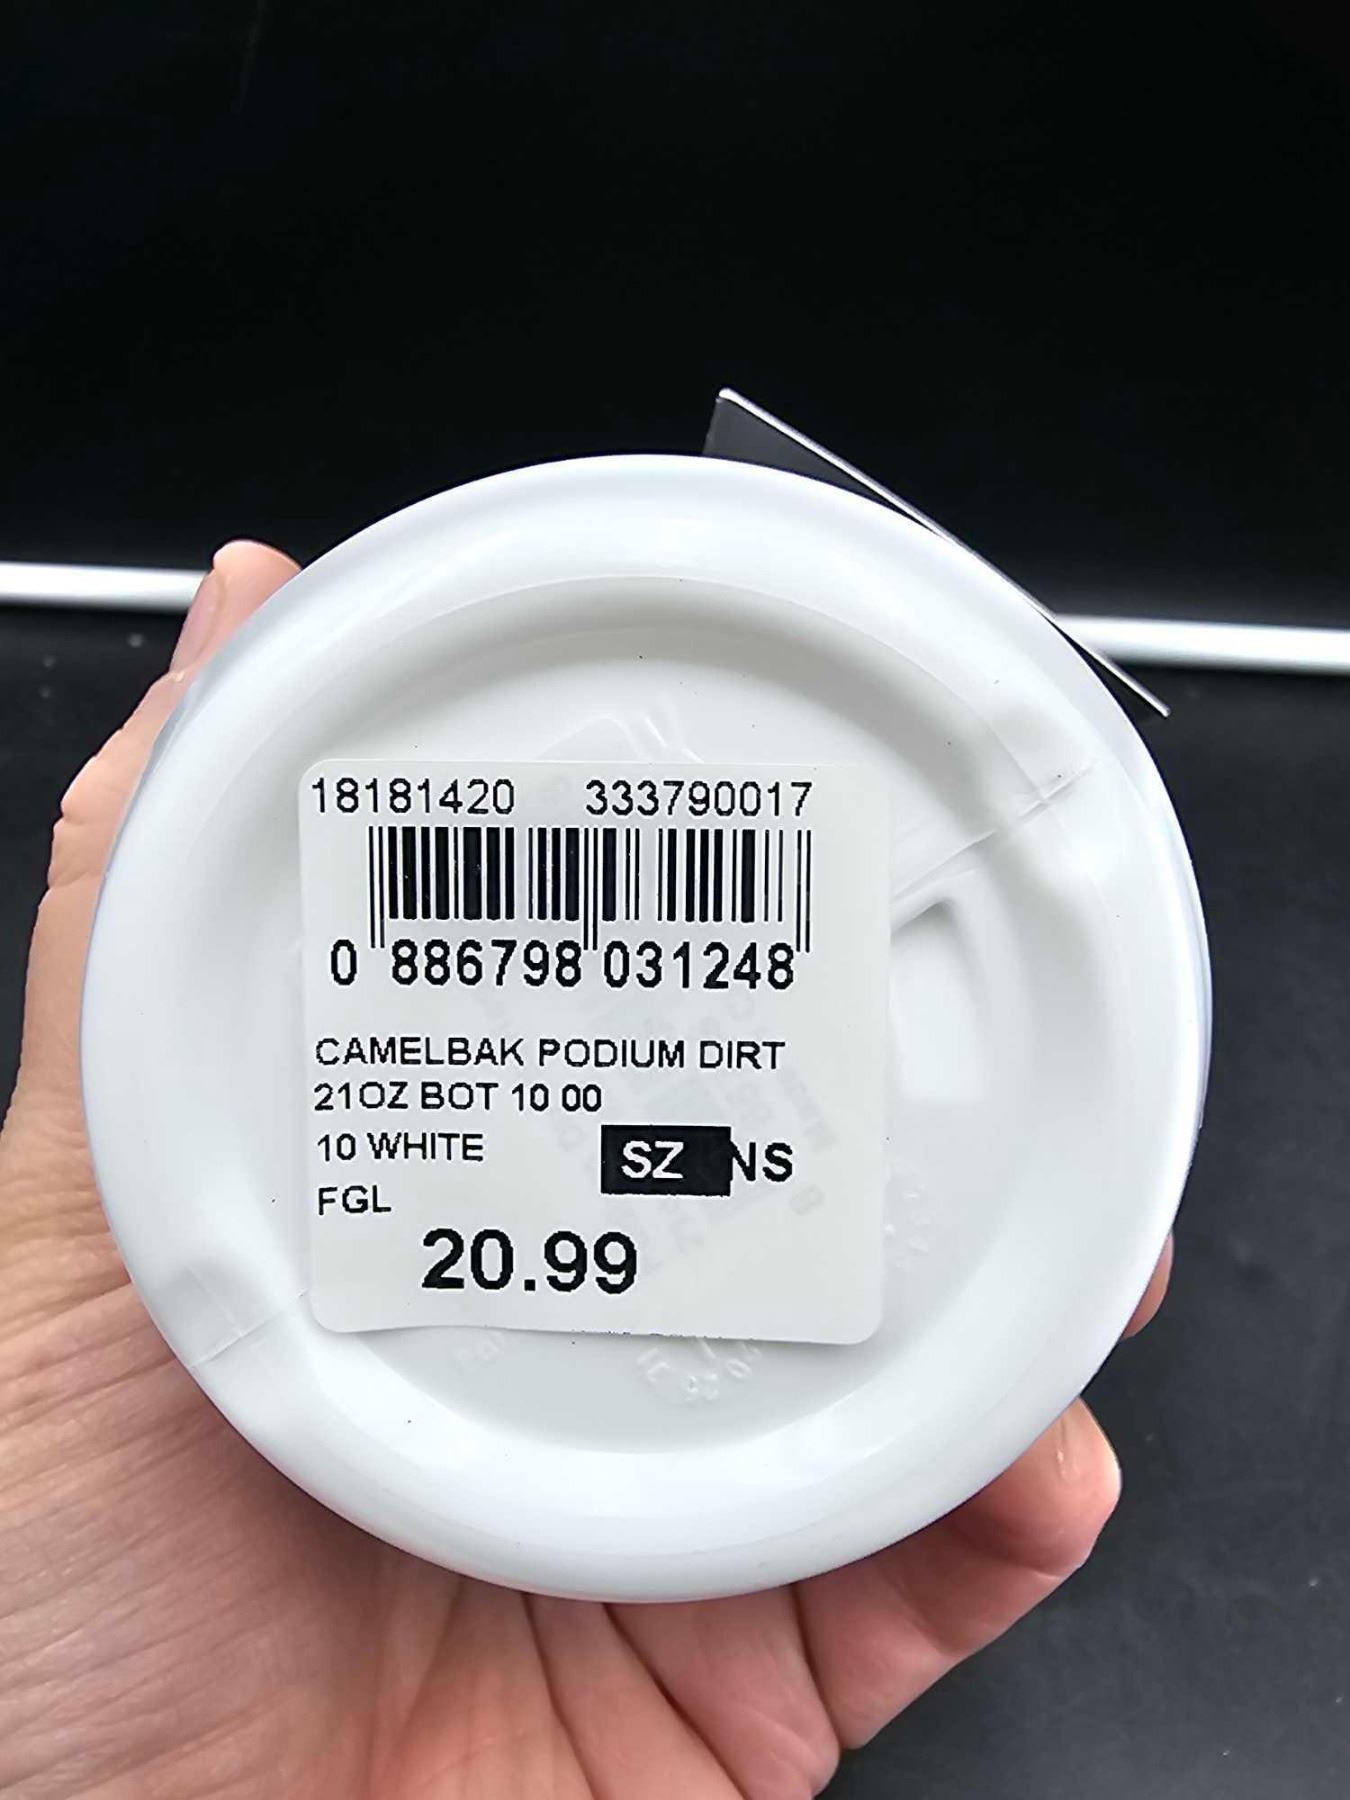 18181420 333790017
0 886798 031248
CAMELBAK PODIUM DIRT
21OZ BOT 10 00
10 WHITE SZ NS
FGL
20.99